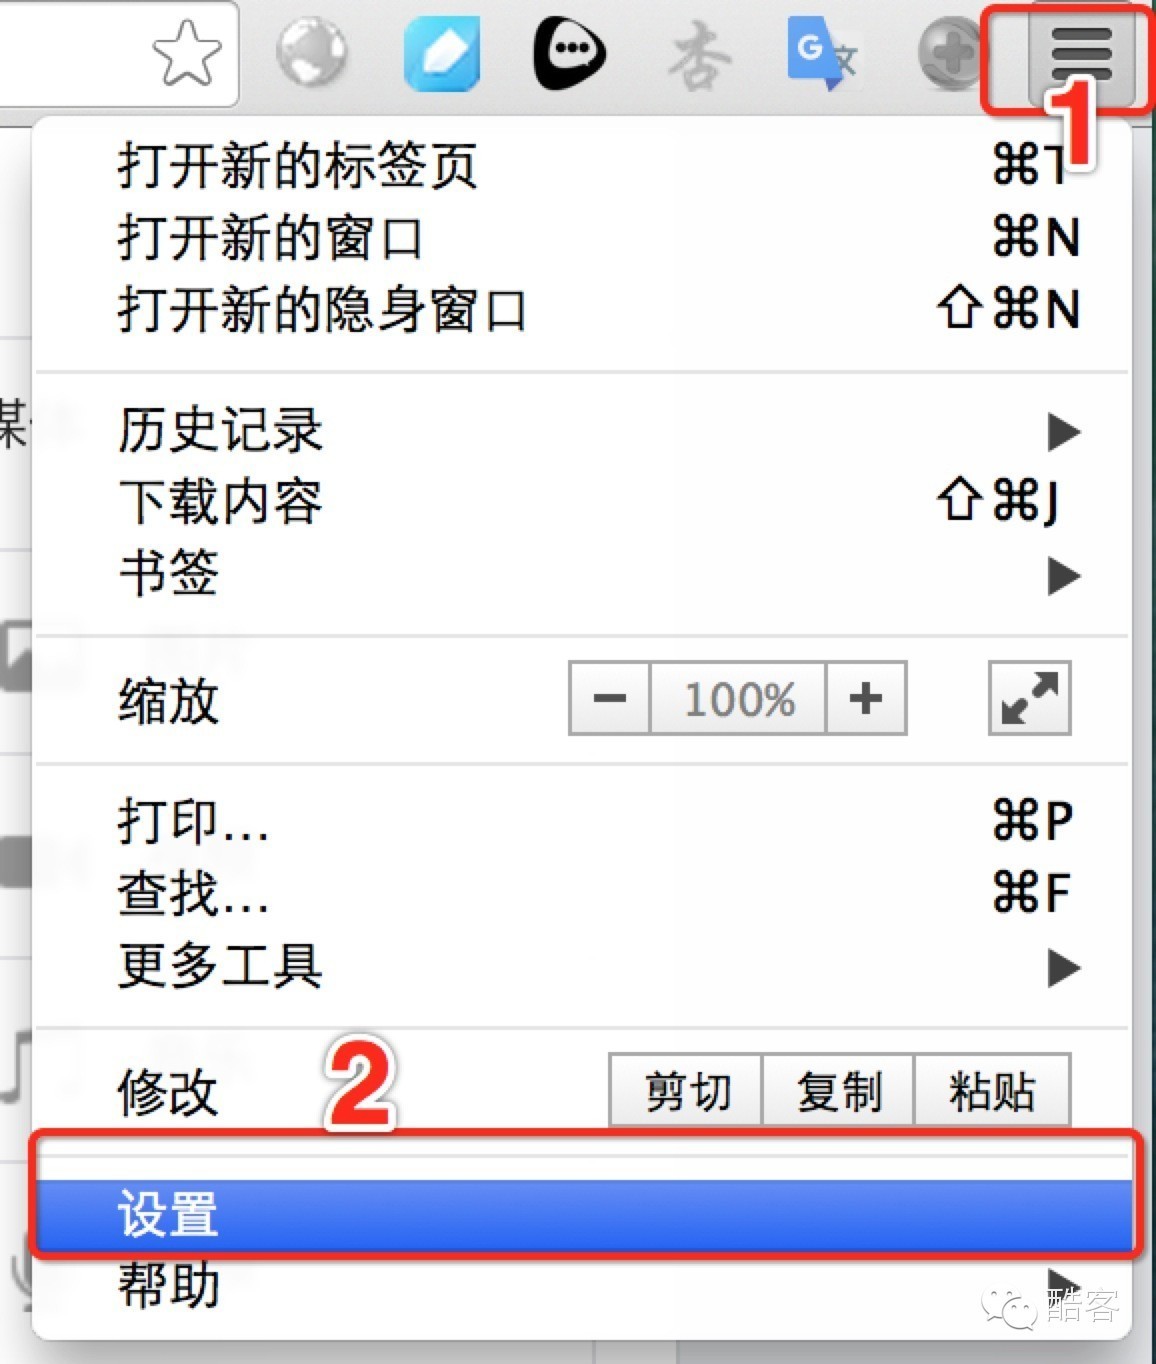 杏
G 文
1
打开新的标签页 ⌘T
打开新的窗口 ⌘N
打开新的隐身窗口 ⇧⌘N
历史记录 ▶
下载内容 ⇧⌘J
书签 ▶
缩放 − 100% +
打印... ⌘P
查找... ⌘F
更多工具 ▶
修改 2 剪切 复制 粘贴
设置
帮助 ▶
酷客